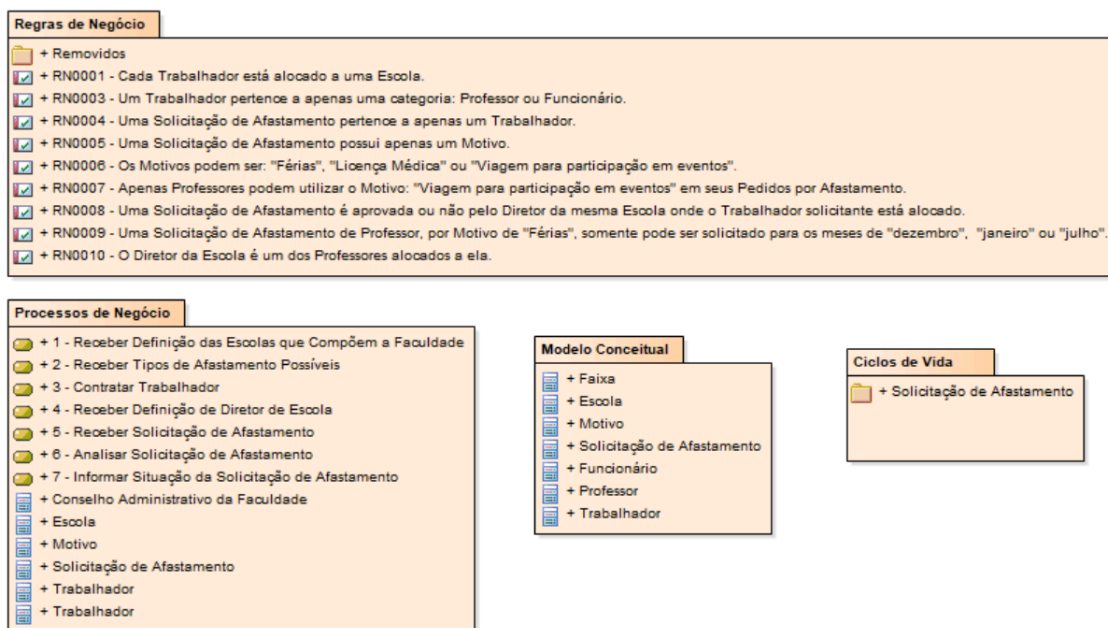 Regras de Negócio
+ Removidos
+ RN0001 - Cada Trabalhador está alocado a uma Escola.
+ RN0003 - Um Trabalhador pertence a apenas uma categoria: Professor ou Funcionário.
+ RN0004 - Uma Solicitação de Afastamento pertence a apenas um Trabalhador.
+ RN0005 - Uma Solicitação de Afastamento possui apenas um Motivo.
+ RN0006 - Os Motivos podem ser: "Férias", "Licença Médica" ou "Viagem para participação em eventos".
+ RN0007 - Apenas Professores podem utilizar o Motivo: "Viagem para participação em eventos" em seus Pedidos por Afastamento.
+ RN0008 - Uma Solicitação de Afastamento é aprovada ou não pelo Diretor da mesma Escola onde o Trabalhador solicitante está alocado.
+ RN0009 - Uma Solicitação de Afastamento de Professor, por Motivo de "Férias", somente pode ser solicitado para os meses de "dezembro", "janeiro" ou "julho".
+ RN0010 - O Diretor da Escola é um dos Professores alocados a ela.
Processos de Negócio
+ 1 - Receber Definição das Escolas que Compõem a Faculdade
+ 2 - Receber Tipos de Afastamento Possíveis
+ 3 - Contratar Trabalhador
+ 4 - Receber Definição de Diretor de Escola
+ 5 - Receber Solicitação de Afastamento
+ 6 - Analisar Solicitação de Afastamento
+ 7 - Informar Situação da Solicitação de Afastamento
+ Conselho Administrativo da Faculdade
+ Escola
+ Motivo
+ Solicitação de Afastamento
+ Trabalhador
+ Trabalhador
Modelo Conceitual
+ Faixa
+ Escola
+ Motivo
+ Solicitação de Afastamento
+ Funcionário
+ Professor
+ Trabalhador
Ciclos de Vida
+ Solicitação de Afastamento